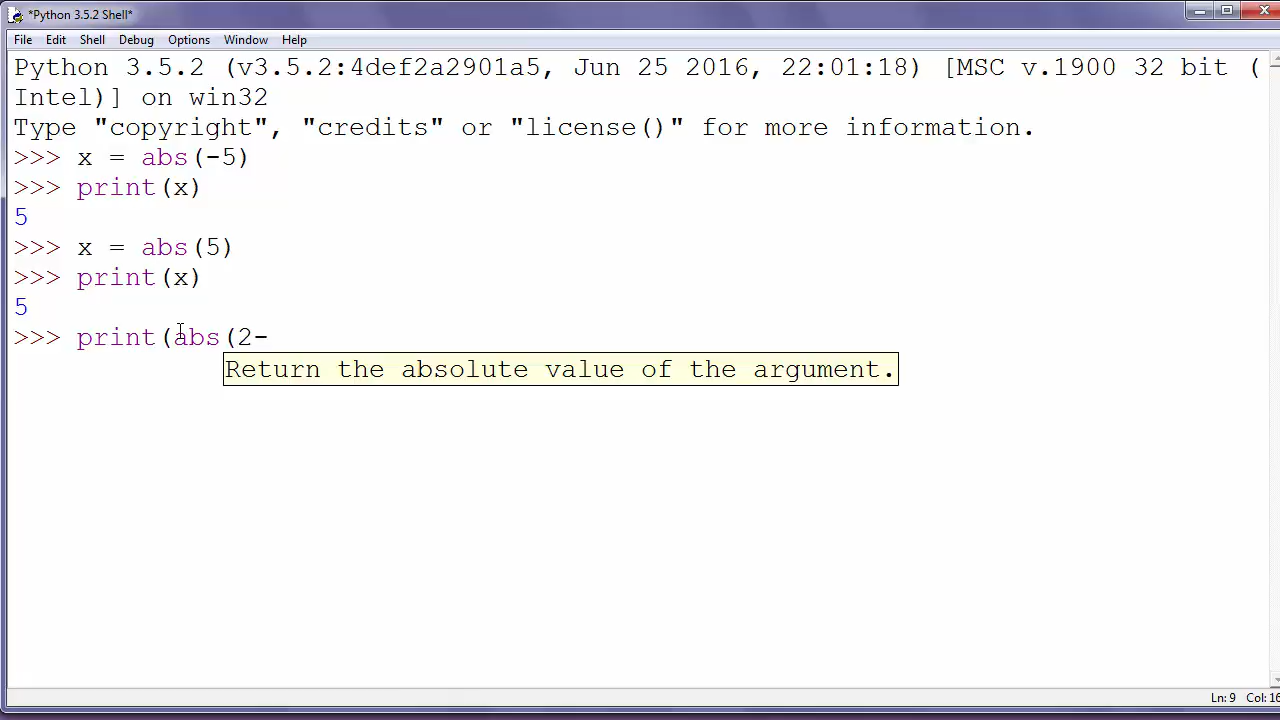 *Python 3.5.2 Shell*
File Edit Shell Debug Options Window Help
Python 3.5.2 (v3.5.2:4def2a2901a5, Jun 25 2016, 22:01:18) [MSC v.1900 32 bit (
Intel)] on win32
Type "copyright", "credits" or "license()" for more information.
>>> x = abs(-5)
>>> print(x)
5
>>> x = abs(5)
>>> print(x)
5
>>> print(abs(2-
Return the absolute value of the argument.
Ln: 9 Col: 16